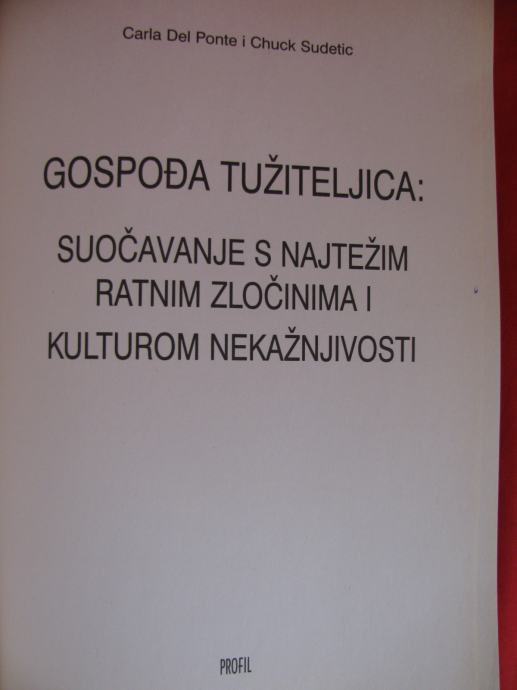 Carla Del Ponte i Chuck Sudetic
GOSPOĐA TUŽITELJICA:
SUOČAVANJE S NAJTEŽIM
RATNIM ZLOČINIMA I
KULTUROM NEKAŽNJIVOSTI
PROFIL